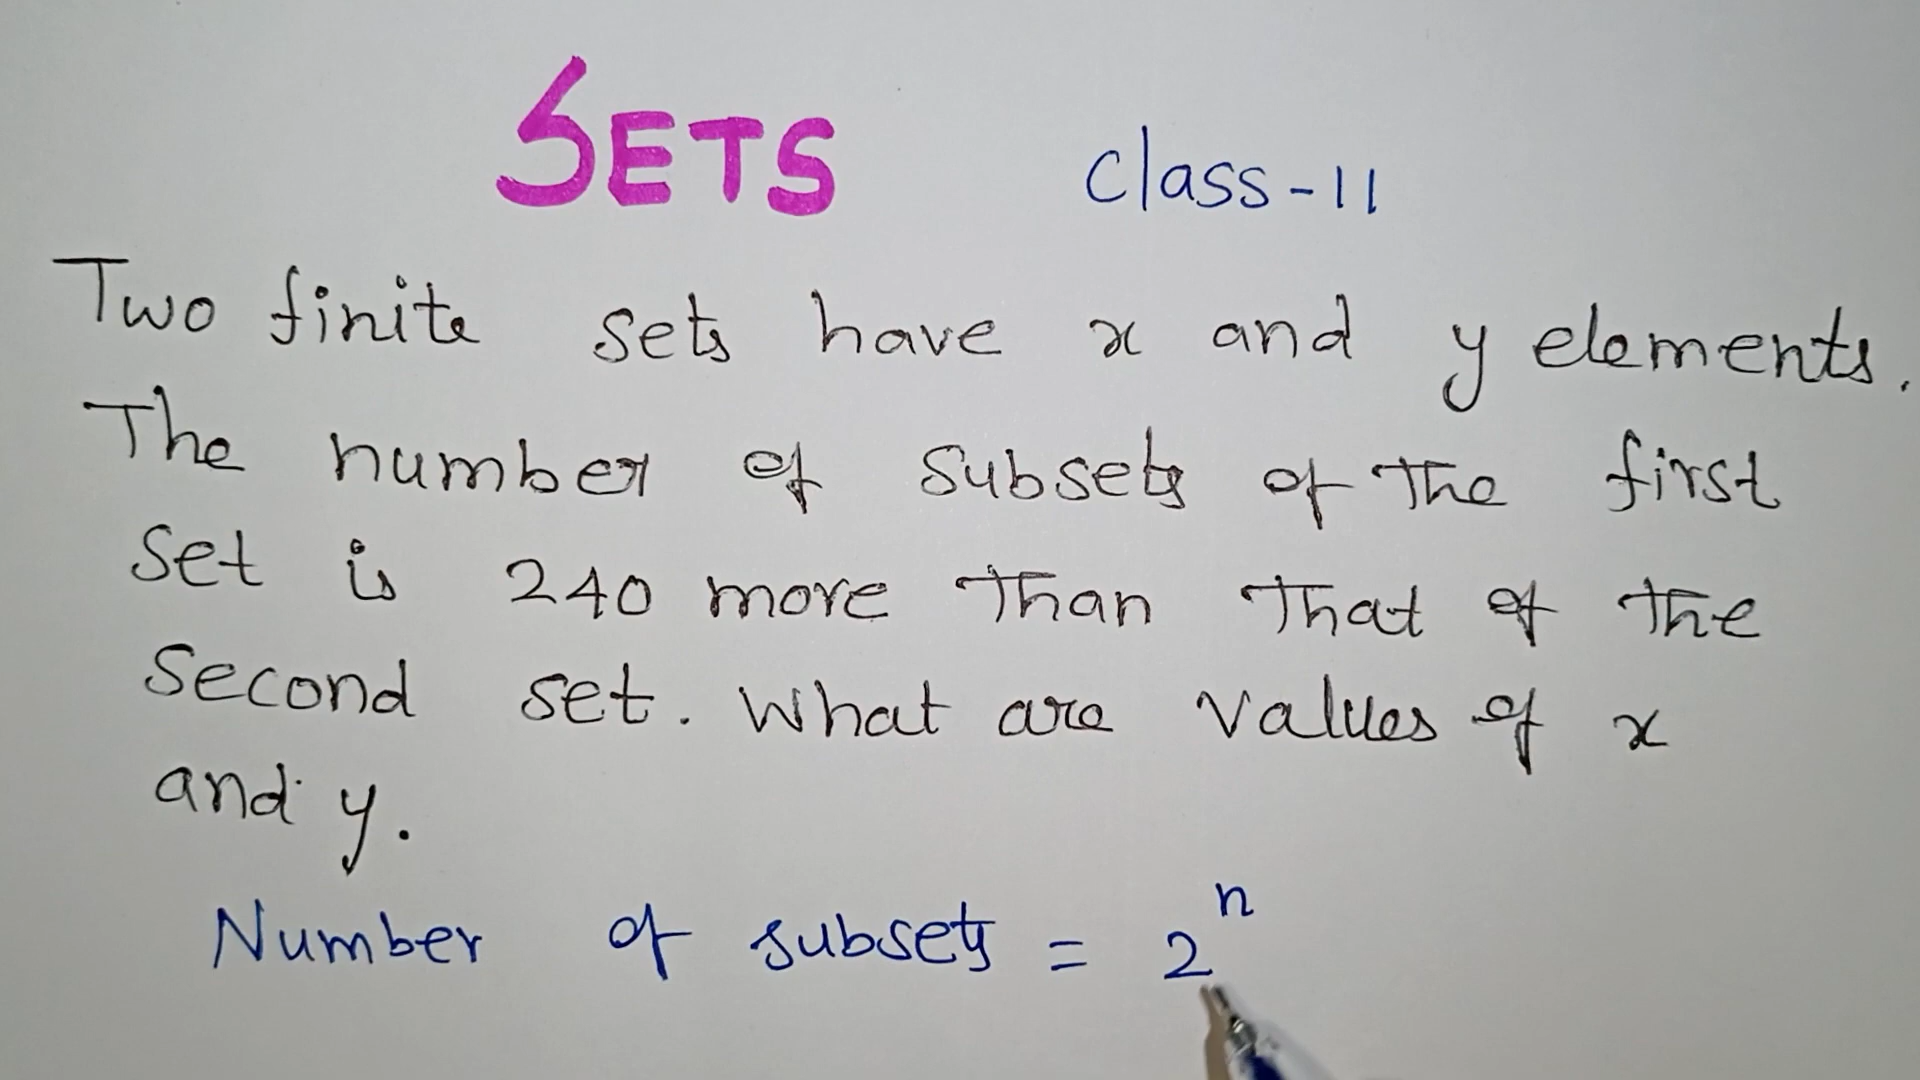 SETS Class-11
Two finite sets have x and y elements.
The number of subsets of the first
set is 240 more than that of the
second set. What are values of x
and y.
Number of subsets = 2^n